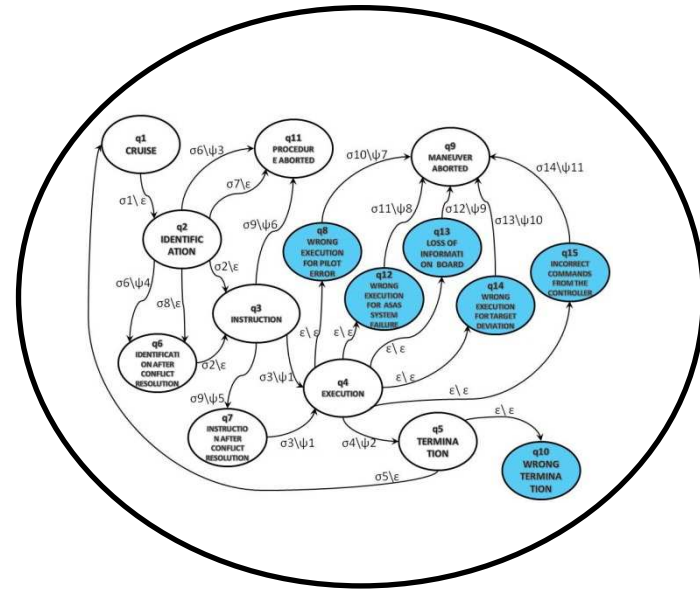 q1
CRUISE
q11
PROCEDUR
E ABORTED
q9
MANEUVER
ABORTED
σ6\ψ3
σ10\ψ7
σ14\ψ11
σ7\ε
σ1\ ε
σ9\ψ6
σ11\ψ8
σ12\ψ9
σ13\ψ10
q2
IDENTIFIC
ATION
q8
WRONG
EXECUTION
FOR PILOT
ERROR
q13
LOSS OF
INFORMATI
ON BOARD
q15
INCORRECT
COMMANDS
FROM THE
CONTROLLER
σ2\ε
σ6\ψ4
σ8\ε
q12
WRONG
EXECUTION
FOR ASAS
SYSTEM
FAILURE
q14
WRONG
EXECUTION
FOR TARGET
DEVIATION
q3
INSTRUCTION
ε\ ε
ε\ ε
ε\ ε
q6
IDENTIFICATI
ON AFTER
CONFLICT
RESOLUTION
σ2\ε
σ3\ψ1
q4
EXECUTION
ε\ ε
ε\ ε
σ9\ψ5
q7
INSTRUCTIO
N AFTER
CONFLICT
RESOLUTION
σ3\ψ1
σ4\ψ2
q5
TERMINA
TION
ε\ ε
q10
WRONG
TERMINA
TION
σ5\ε